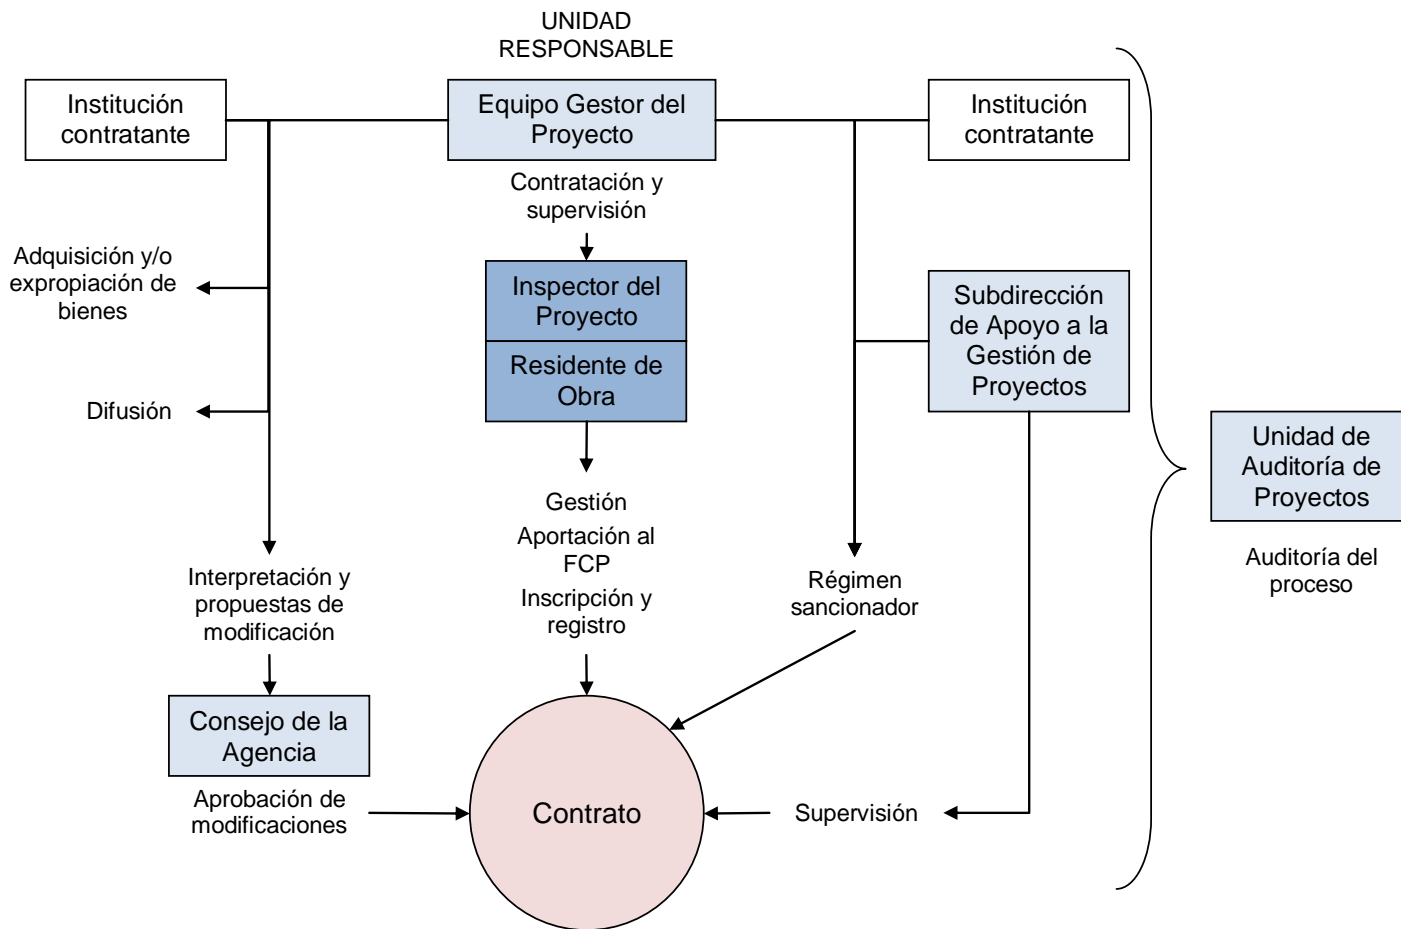 UNIDAD
RESPONSABLE
Institución
contratante
Equipo Gestor del
Proyecto
Institución
contratante
Contratación y
supervisión
Adquisición y/o
expropiación de
bienes
Inspector del
Proyecto
Residente de
Obra
Subdirección
de Apoyo a la
Gestión de
Proyectos
Difusión
Unidad de
Auditoría de
Proyectos
Auditoría del
proceso
Gestión
Aportación al
FCP
Inscripción y
registro
Interpretación y
propuestas de
modificación
Régimen
sancionador
Consejo de la
Agencia
Aprobación de
modificaciones
Contrato
Supervisión